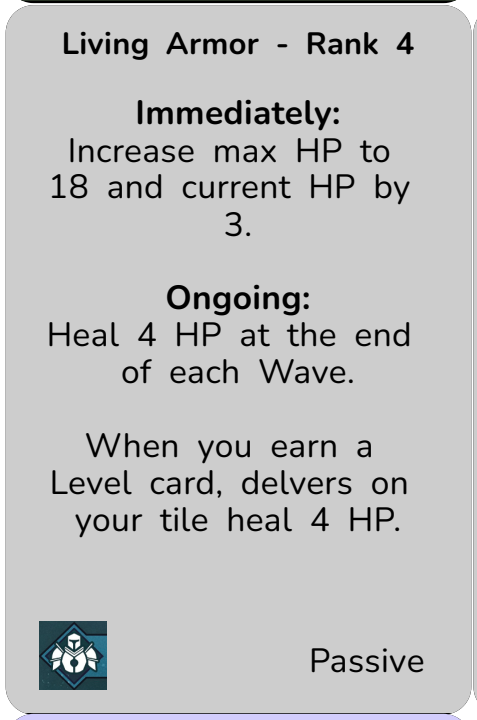 Living Armor - Rank 4
Immediately:
Increase max HP to
18 and current HP by
3.
Ongoing:
Heal 4 HP at the end
of each Wave.
When you earn a
Level card, delvers on
your tile heal 4 HP.
Passive